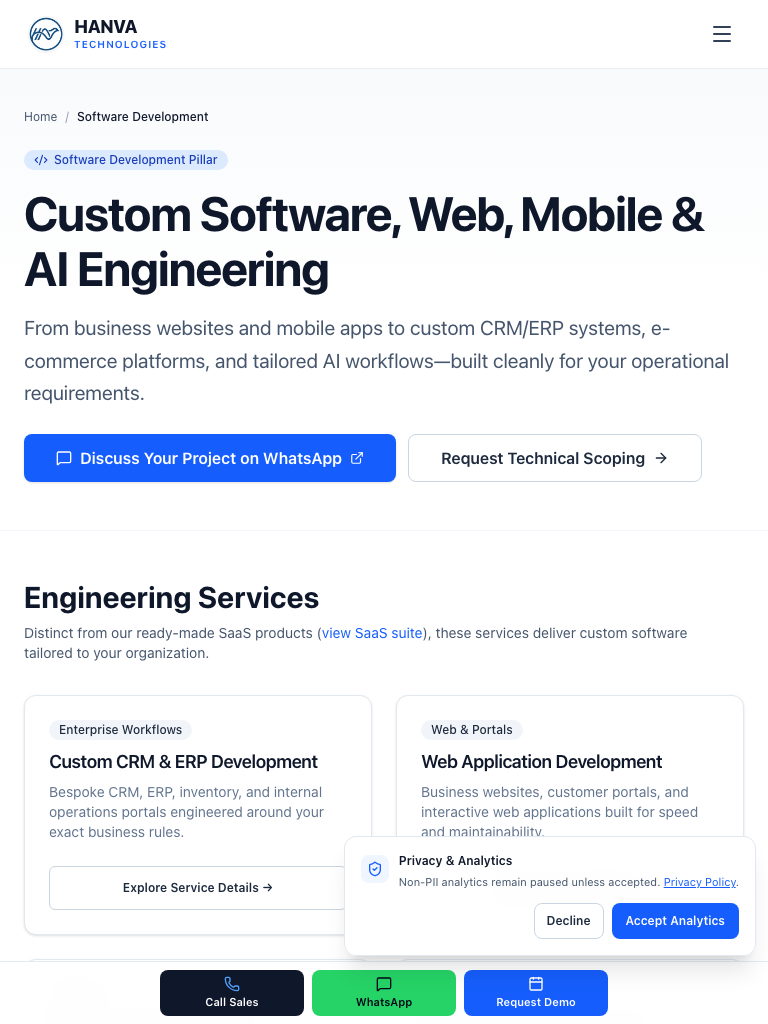 HANVA
TECHNOLOGIES
Home / Software Development
Software Development Pillar
Custom Software, Web, Mobile &
AI Engineering
From business websites and mobile apps to custom CRM/ERP systems, e-
commerce platforms, and tailored AI workflows—built cleanly for your operational
requirements.
Discuss Your Project on WhatsApp
Request Technical Scoping →
Engineering Services
Distinct from our ready-made SaaS products (view SaaS suite), these services deliver custom software
tailored to your organization.
Enterprise Workflows
Custom CRM & ERP Development
Bespoke CRM, ERP, inventory, and internal
operations portals engineered around your
exact business rules.
Explore Service Details →
Web & Portals
Web Application Development
Business websites, customer portals, and
interactive web applications built for speed
and maintainability.
Privacy & Analytics
Non-PII analytics remain paused unless accepted. Privacy Policy.
Decline
Accept Analytics
Call Sales
WhatsApp
Request Demo